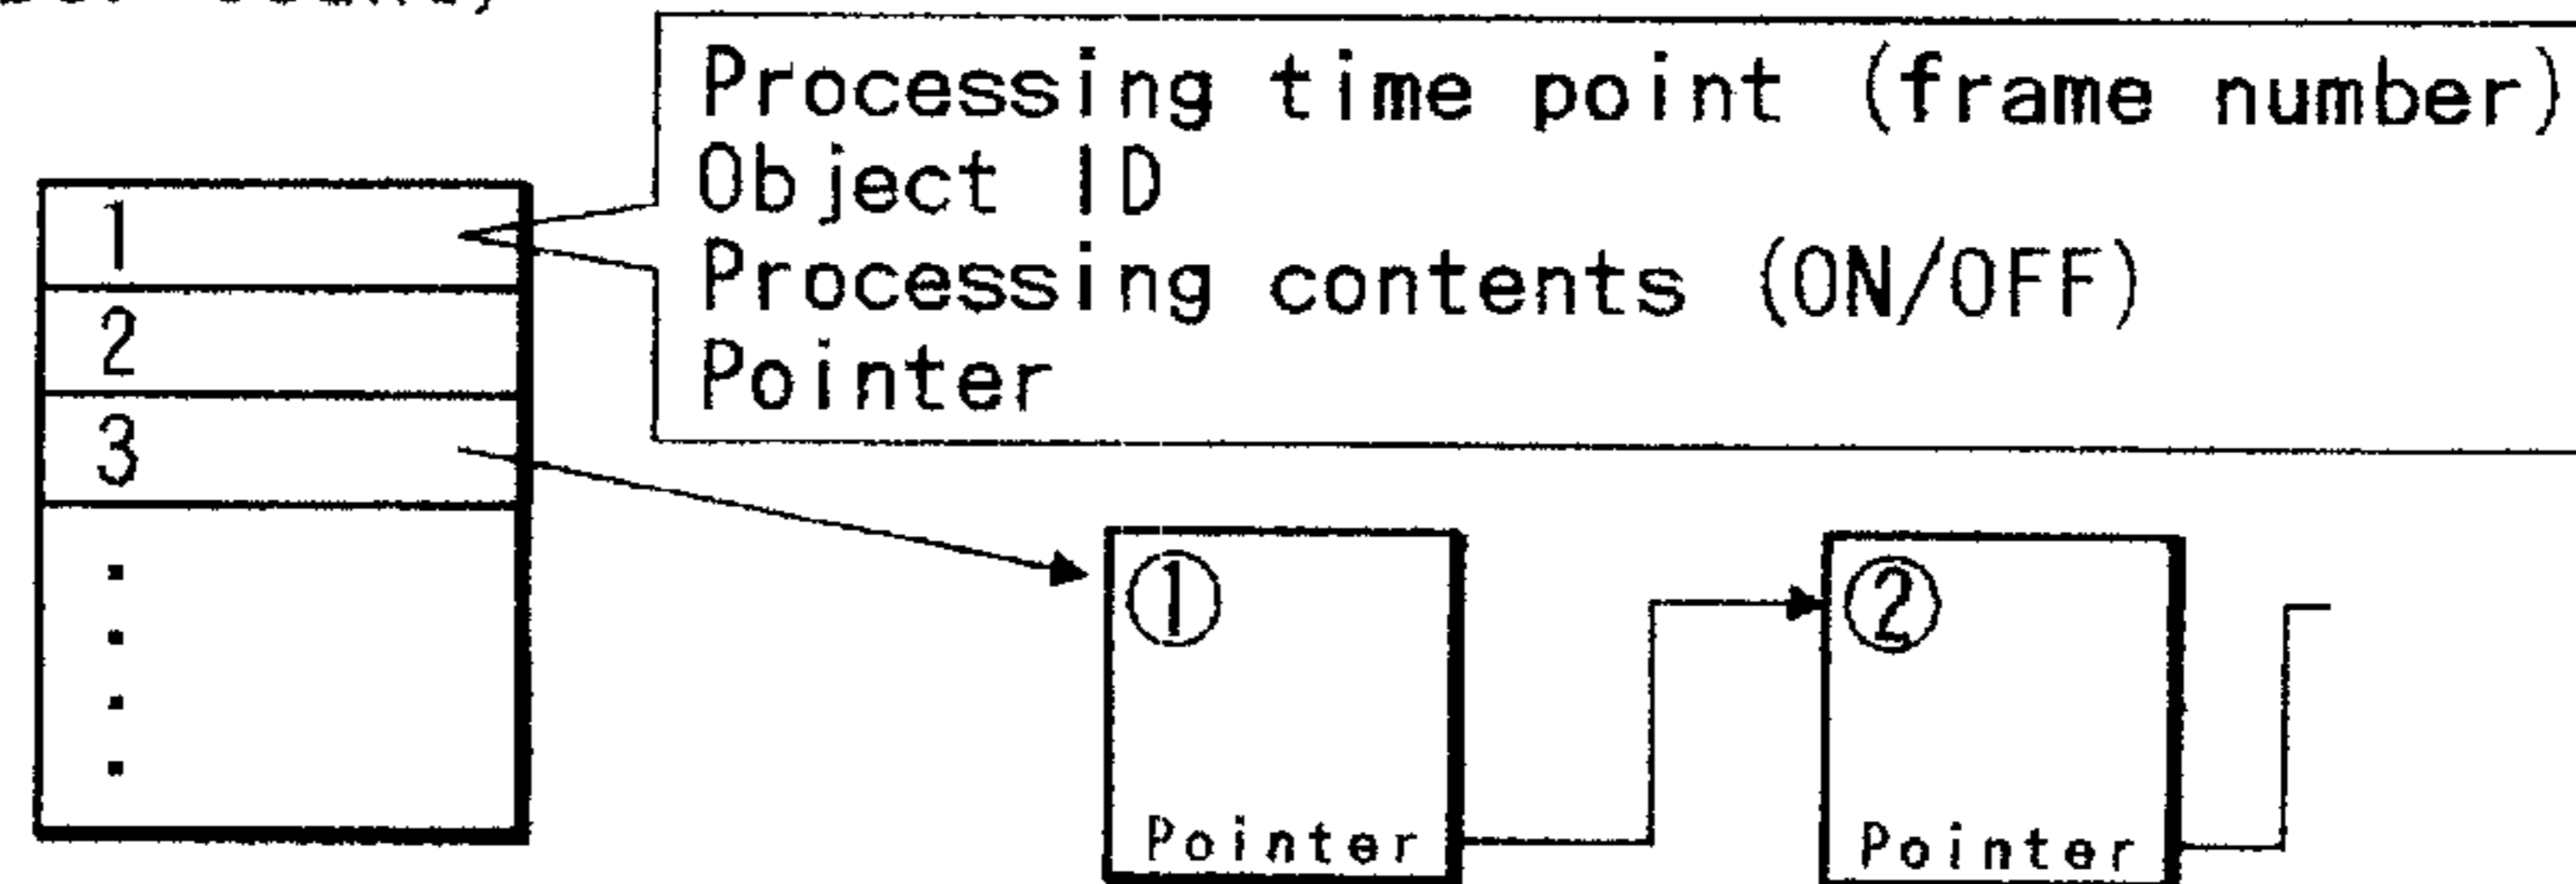 Processing time point (frame number)
Object ID
Processing contents (ON/OFF)
Pointer
1
2
3
①
②
Pointer
Pointer